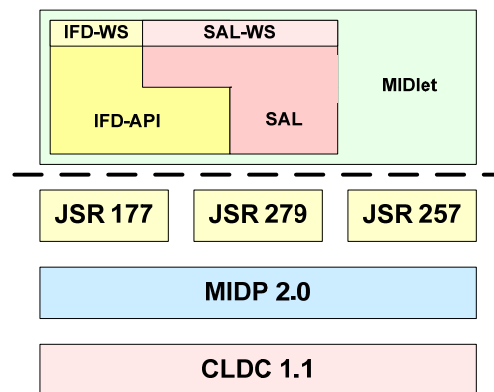 IFD-WS
SAL-WS
MIDlet
IFD-API
SAL
JSR 177
JSR 279
JSR 257
MIDP 2.0
CLDC 1.1